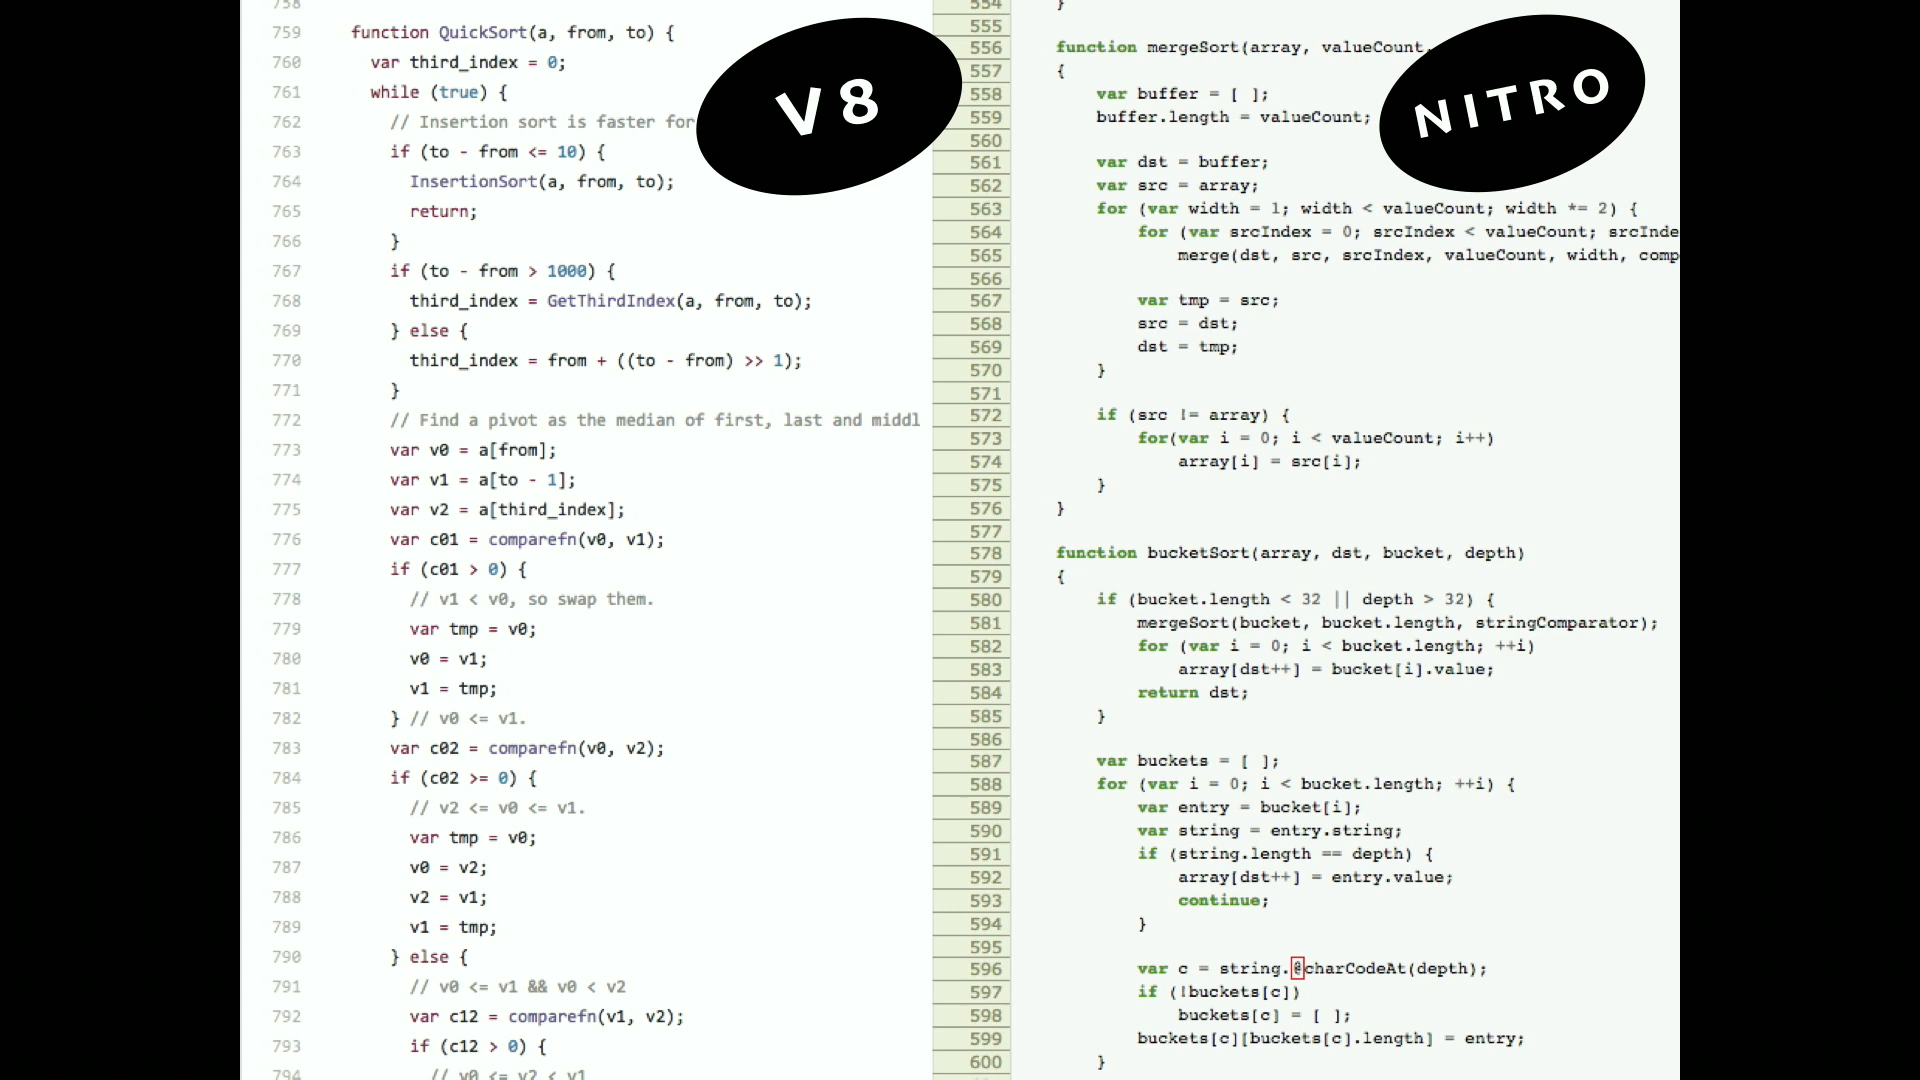 758
759 function QuickSort(a, from, to) {
760 var third_index = 0;
761 while (true) {
762 // Insertion sort is faster for
763 if (to - from <= 10) {
764 InsertionSort(a, from, to);
765 return;
766 }
767 if (to - from > 1000) {
768 third_index = GetThirdIndex(a, from, to);
769 } else {
770 third_index = from + ((to - from) >> 1);
771 }
772 // Find a pivot as the median of first, last and middl
773 var v0 = a[from];
774 var v1 = a[to - 1];
775 var v2 = a[third_index];
776 var c01 = comparefn(v0, v1);
777 if (c01 > 0) {
778 // v1 < v0, so swap them.
779 var tmp = v0;
780 v0 = v1;
781 v1 = tmp;
782 } // v0 <= v1.
783 var c02 = comparefn(v0, v2);
784 if (c02 >= 0) {
785 // v2 <= v0 <= v1.
786 var tmp = v0;
787 v0 = v2;
788 v2 = v1;
789 v1 = tmp;
790 } else {
791 // v0 <= v1 && v0 < v2
792 var c12 = comparefn(v1, v2);
793 if (c12 > 0) {
794 // v0 <= v2 < v1
V8
554 }
555
556 function mergeSort(array, valueCount,
557 {
558 var buffer = [ ];
559 buffer.length = valueCount;
560
561 var dst = buffer;
562 var src = array;
563 for (var width = 1; width < valueCount; width *= 2) {
564 for (var srcIndex = 0; srcIndex < valueCount; srcInde
565 merge(dst, src, srcIndex, valueCount, width, comp
566
567 var tmp = src;
568 src = dst;
569 dst = tmp;
570 }
571
572 if (src != array) {
573 for(var i = 0; i < valueCount; i++)
574 array[i] = src[i];
575 }
576 }
577
578 function bucketSort(array, dst, bucket, depth)
579 {
580 if (bucket.length < 32 || depth > 32) {
581 mergeSort(bucket, bucket.length, stringComparator);
582 for (var i = 0; i < bucket.length; ++i)
583 array[dst++] = bucket[i].value;
584 return dst;
585 }
586
587 var buckets = [ ];
588 for (var i = 0; i < bucket.length; ++i) {
589 var entry = bucket[i];
590 var string = entry.string;
591 if (string.length == depth) {
592 array[dst++] = entry.value;
593 continue;
594 }
595
596 var c = string.@charCodeAt(depth);
597 if (!buckets[c])
598 buckets[c] = [ ];
599 buckets[c][buckets[c].length] = entry;
600 }
NITRO